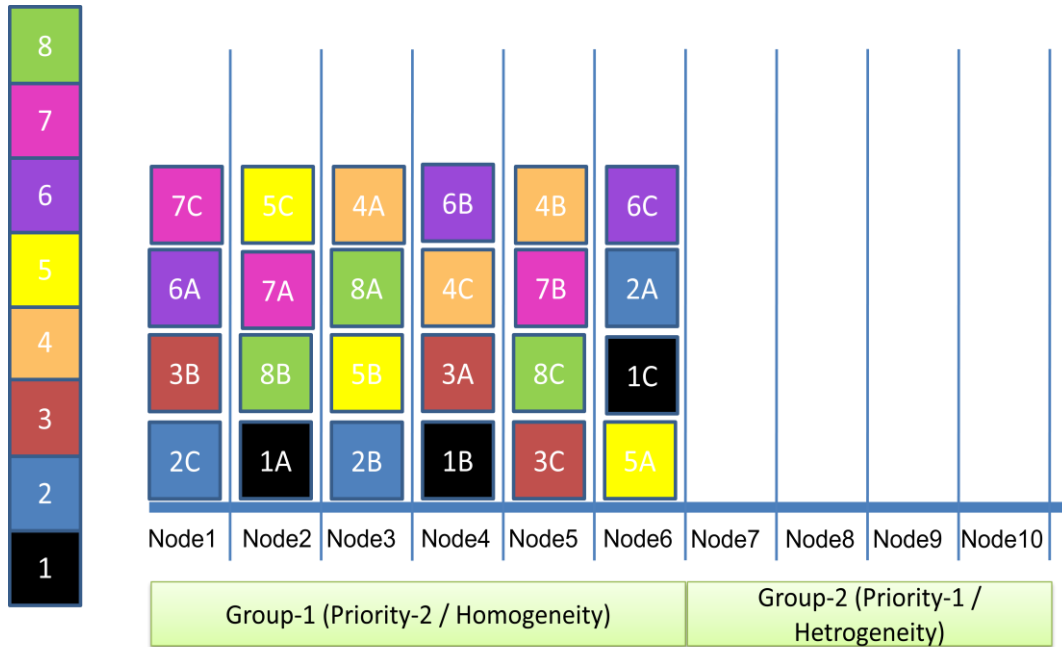 8
7
6
5
4
3
2
1
7C 5C 4A 6B 4B 6C
6A 7A 8A 4C 7B 2A
3B 8B 5B 3A 8C 1C
2C 1A 2B 1B 3C 5A
Node1 Node2 Node3 Node4 Node5 Node6 Node7 Node8 Node9 Node10
Group-1 (Priority-2 / Homogeneity)
Group-2 (Priority-1 /
Hetrogeneity)